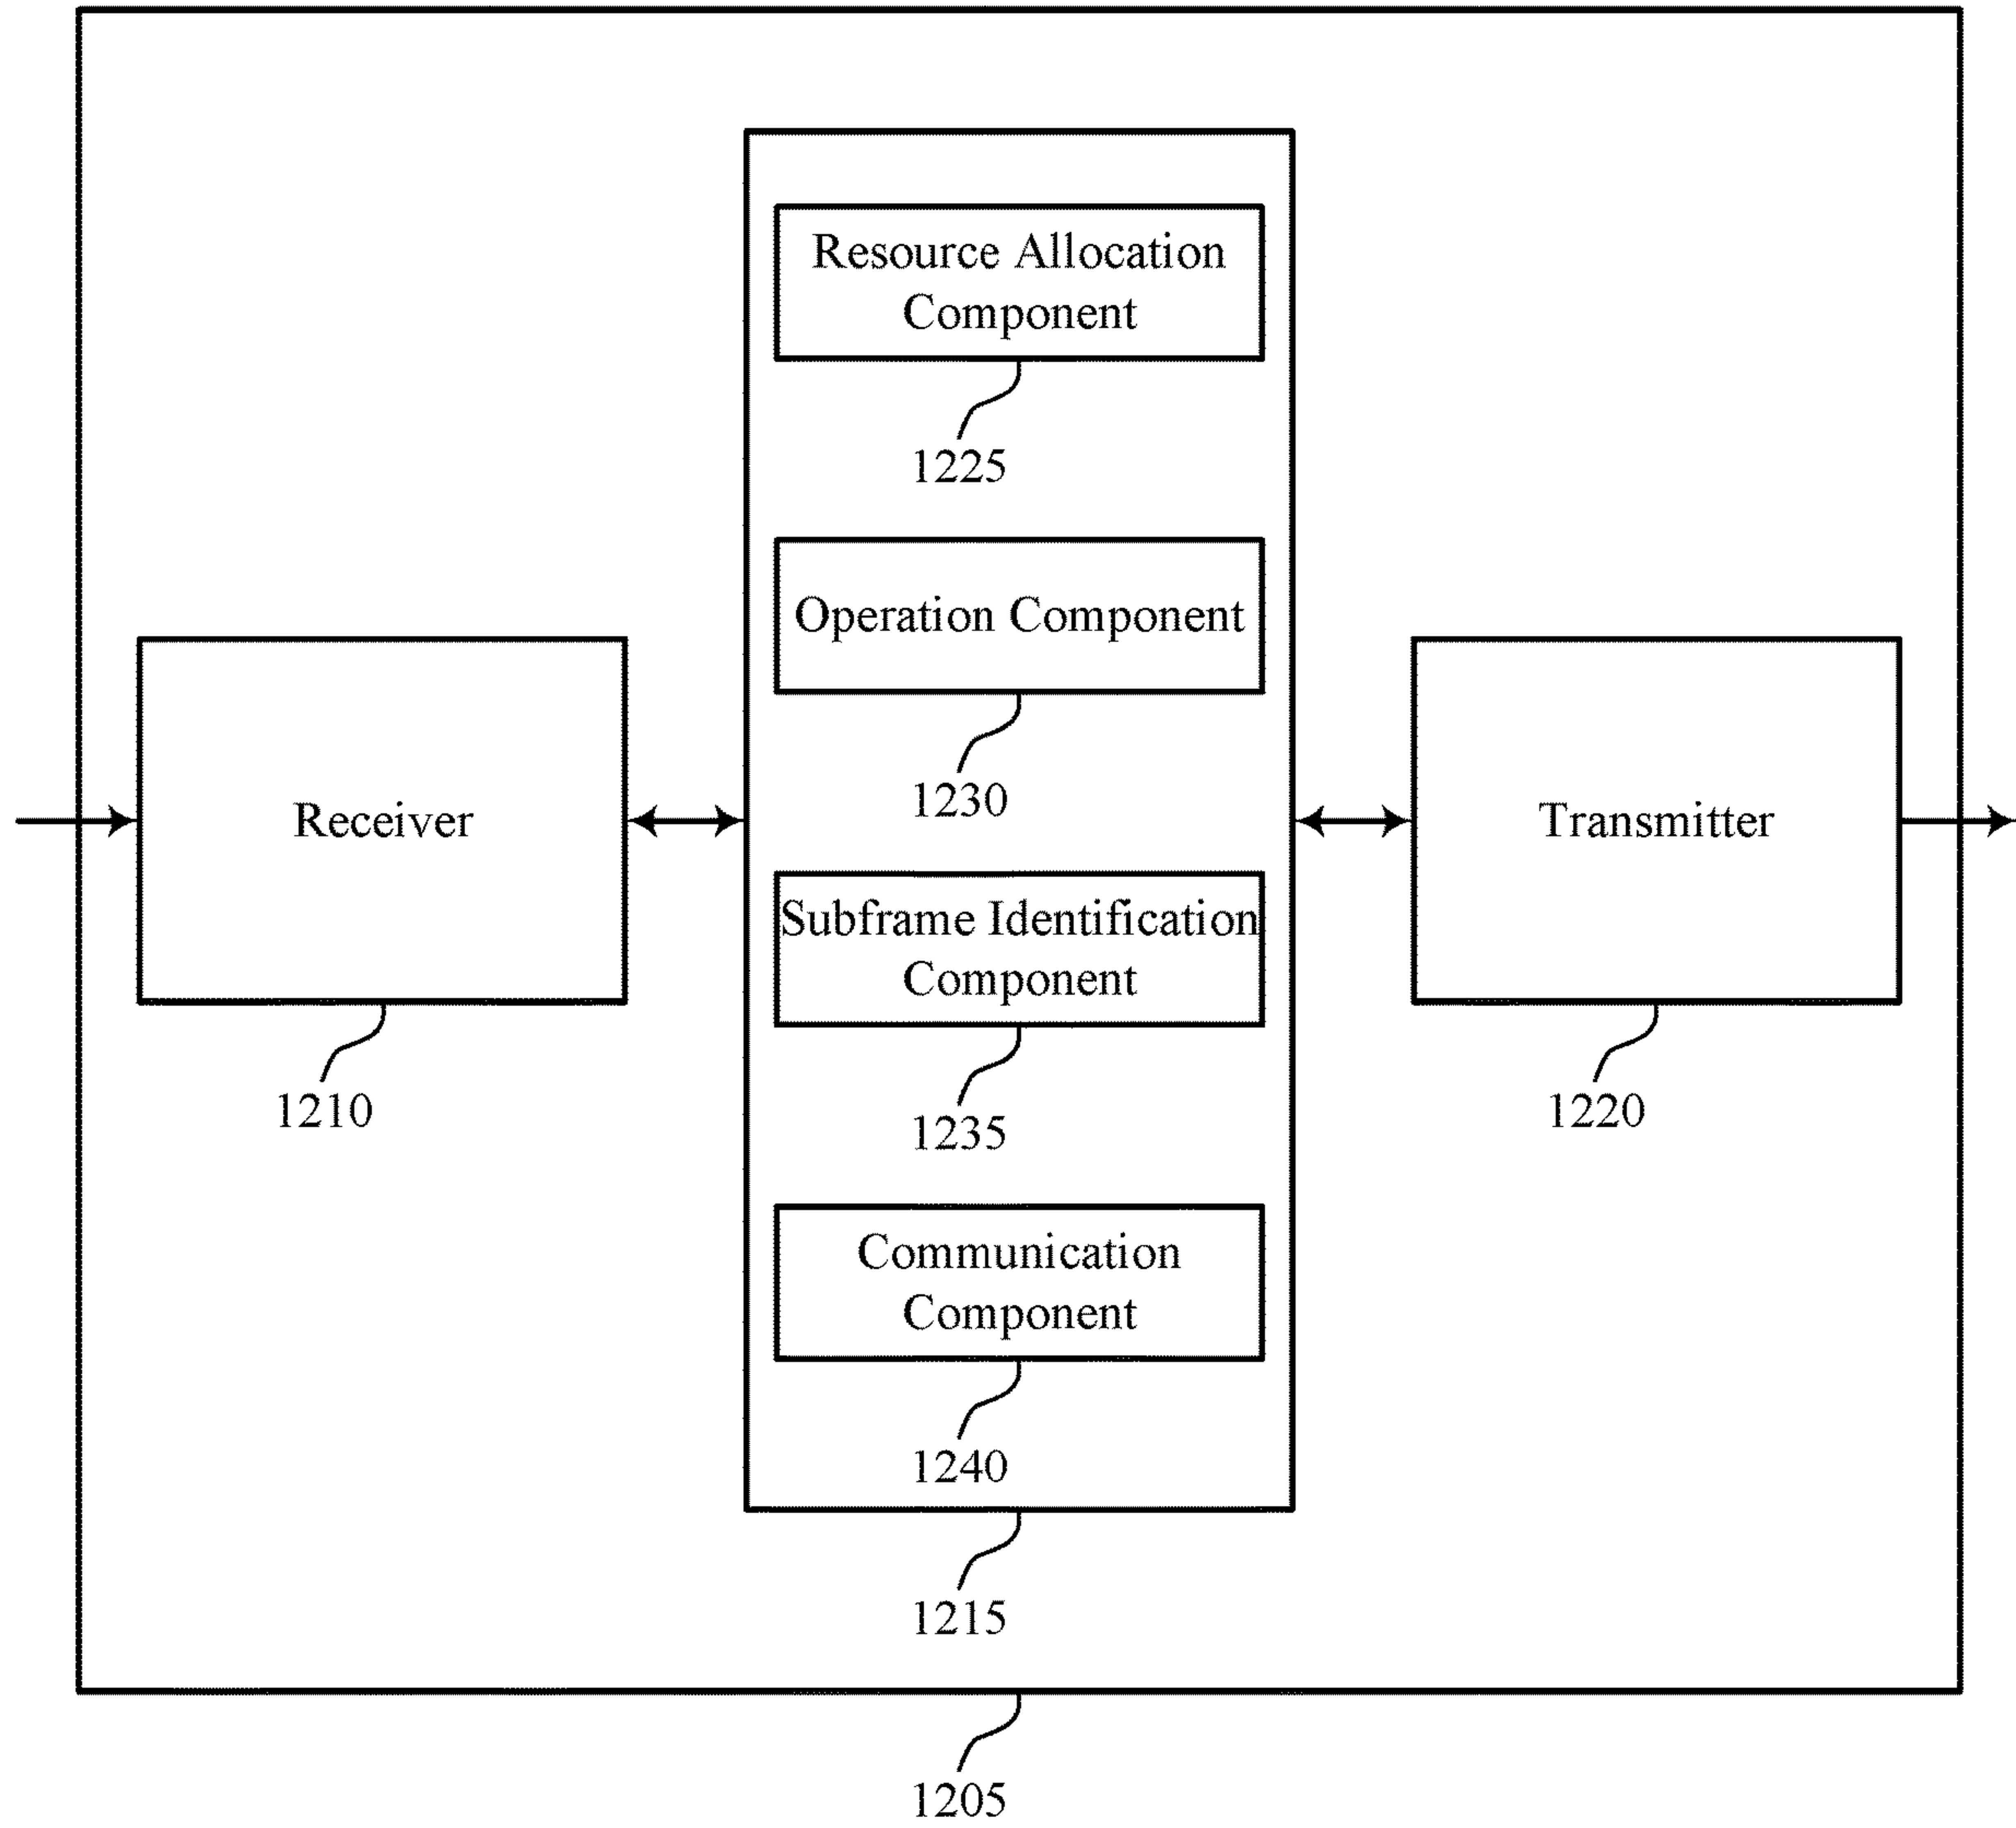 Resource Allocation
Component
1225
Operation Component
1230
Receiver
1210
Subframe Identification
Component
1235
Transmitter
1220
Communication
Component
1240
1215
1205